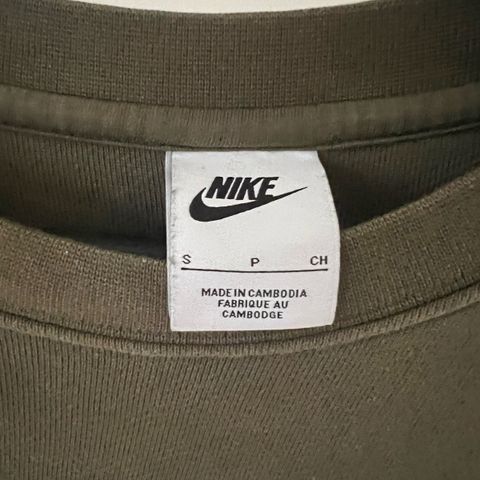 NIKE
S P CH
MADE IN CAMBODIA
FABRIQUE AU
CAMBODGE